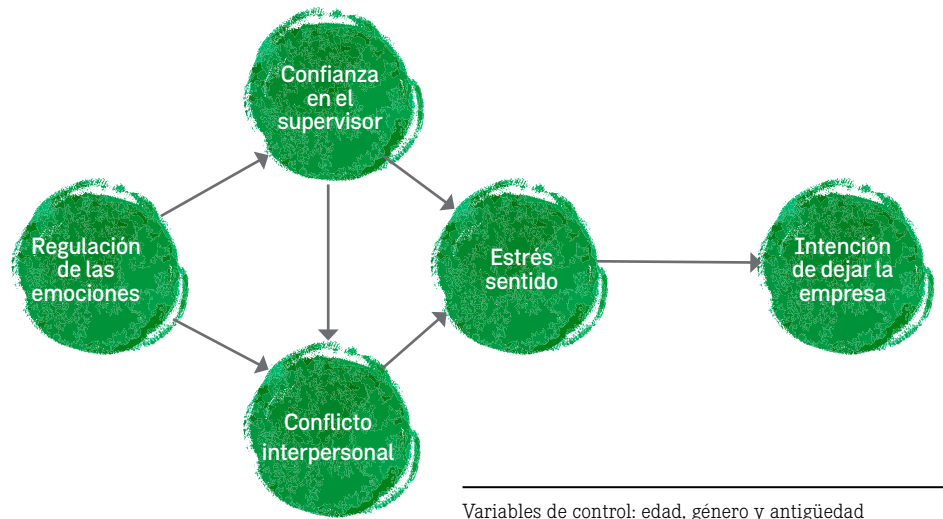 Confianza
en el
supervisor
Regulación
de las
emociones
Estrés
sentido
Intención
de dejar la
empresa
Conflicto
interpersonal
Variables de control: edad, género y antigüedad